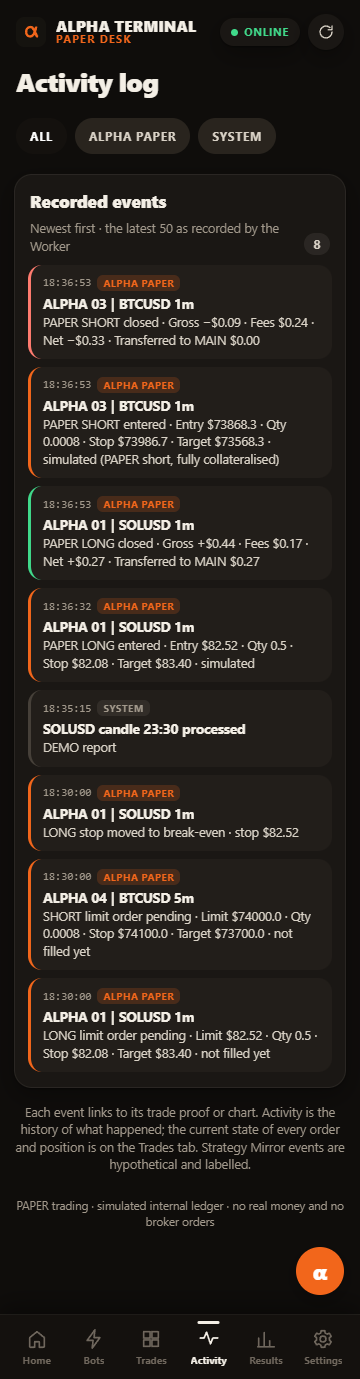 α ALPHA TERMINAL
PAPER DESK
ONLINE
Activity log
ALL ALPHA PAPER SYSTEM
Recorded events
Newest first · the latest 50 as recorded by the
Worker
8
18:36:53 ALPHA PAPER
ALPHA 03 | BTCUSD 1m
PAPER SHORT closed · Gross −$0.09 · Fees $0.24 ·
Net −$0.33 · Transferred to MAIN $0.00
18:36:53 ALPHA PAPER
ALPHA 03 | BTCUSD 1m
PAPER SHORT entered · Entry $73868.3 · Qty
0.0008 · Stop $73986.7 · Target $73568.3 ·
simulated (PAPER short, fully collateralised)
18:36:53 ALPHA PAPER
ALPHA 01 | SOLUSD 1m
PAPER LONG closed · Gross +$0.44 · Fees $0.17 ·
Net +$0.27 · Transferred to MAIN $0.27
18:36:32 ALPHA PAPER
ALPHA 01 | SOLUSD 1m
PAPER LONG entered · Entry $82.52 · Qty 0.5 ·
Stop $82.08 · Target $83.40 · simulated
18:35:15 SYSTEM
SOLUSD candle 23:30 processed
DEMO report
18:30:00 ALPHA PAPER
ALPHA 01 | SOLUSD 1m
LONG stop moved to break-even · stop $82.52
18:30:00 ALPHA PAPER
ALPHA 04 | BTCUSD 5m
SHORT limit order pending · Limit $74000.0 · Qty
0.0008 · Stop $74100.0 · Target $73700.0 · not
filled yet
18:30:00 ALPHA PAPER
ALPHA 01 | SOLUSD 1m
LONG limit order pending · Limit $82.52 · Qty 0.5 ·
Stop $82.08 · Target $83.40 · not filled yet
Each event links to its trade proof or chart. Activity is the
history of what happened; the current state of every order
and position is on the Trades tab. Strategy Mirror events are
hypothetical and labelled.
PAPER trading · simulated internal ledger · no real money and no
broker orders
α
Home Bots Trades Activity Results Settings